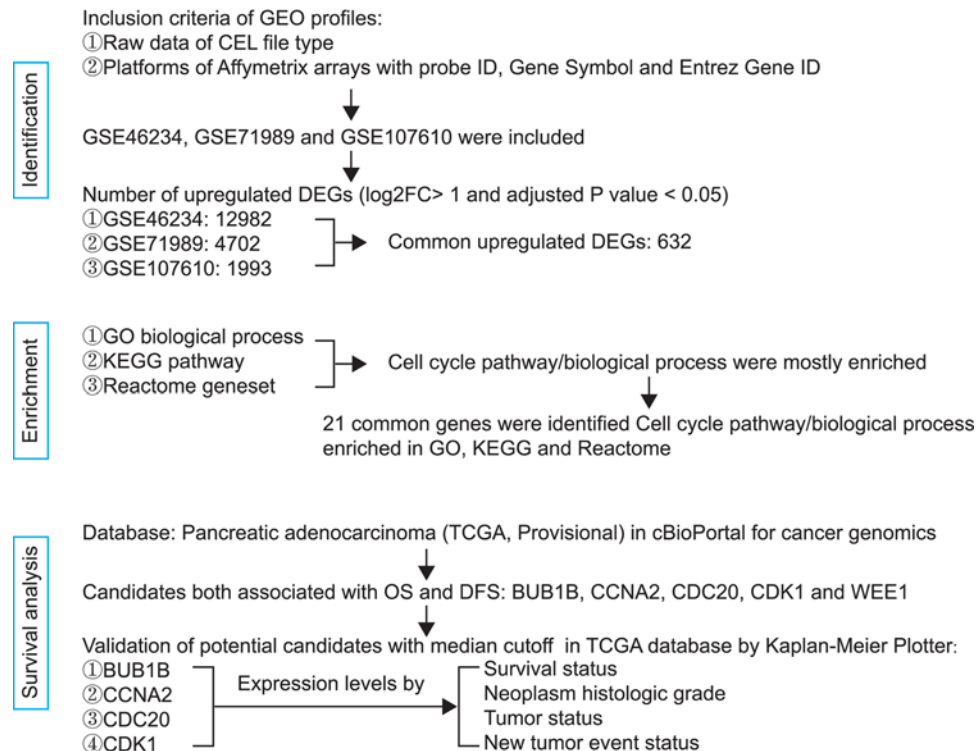 Inclusion criteria of GEO profiles:
①Raw data of CEL file type
②Platforms of Affymetrix arrays with probe ID, Gene Symbol and Entrez Gene ID
Identification
GSE46234, GSE71989 and GSE107610 were included
Number of upregulated DEGs (log2FC> 1 and adjusted P value < 0.05)
①GSE46234: 12982
②GSE71989: 4702
③GSE107610: 1993
Common upregulated DEGs: 632
Enrichment
①GO biological process
②KEGG pathway
③Reactome geneset
Cell cycle pathway/biological process were mostly enriched
21 common genes were identified Cell cycle pathway/biological process
enriched in GO, KEGG and Reactome
Survival analysis
Database: Pancreatic adenocarcinoma (TCGA, Provisional) in cBioPortal for cancer genomics
Candidates both associated with OS and DFS: BUB1B, CCNA2, CDC20, CDK1 and WEE1
Validation of potential candidates with median cutoff in TCGA database by Kaplan-Meier Plotter:
①BUB1B
②CCNA2
③CDC20
④CDK1
Expression levels by
Survival status
Neoplasm histologic grade
Tumor status
New tumor event status